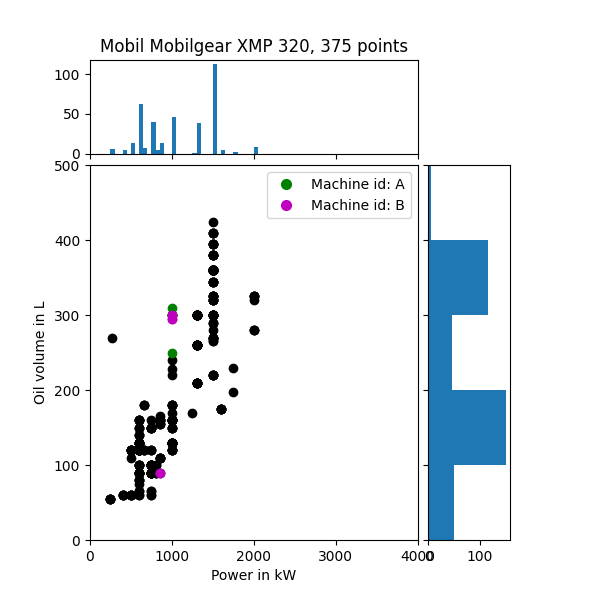 Mobil Mobilgear XMP 320, 375 points
100
50
0
500
400
300
200
100
0
Oil volume in L
Machine id: A
Machine id: B
0 1000 2000 3000 4000
0 100
Power in kW